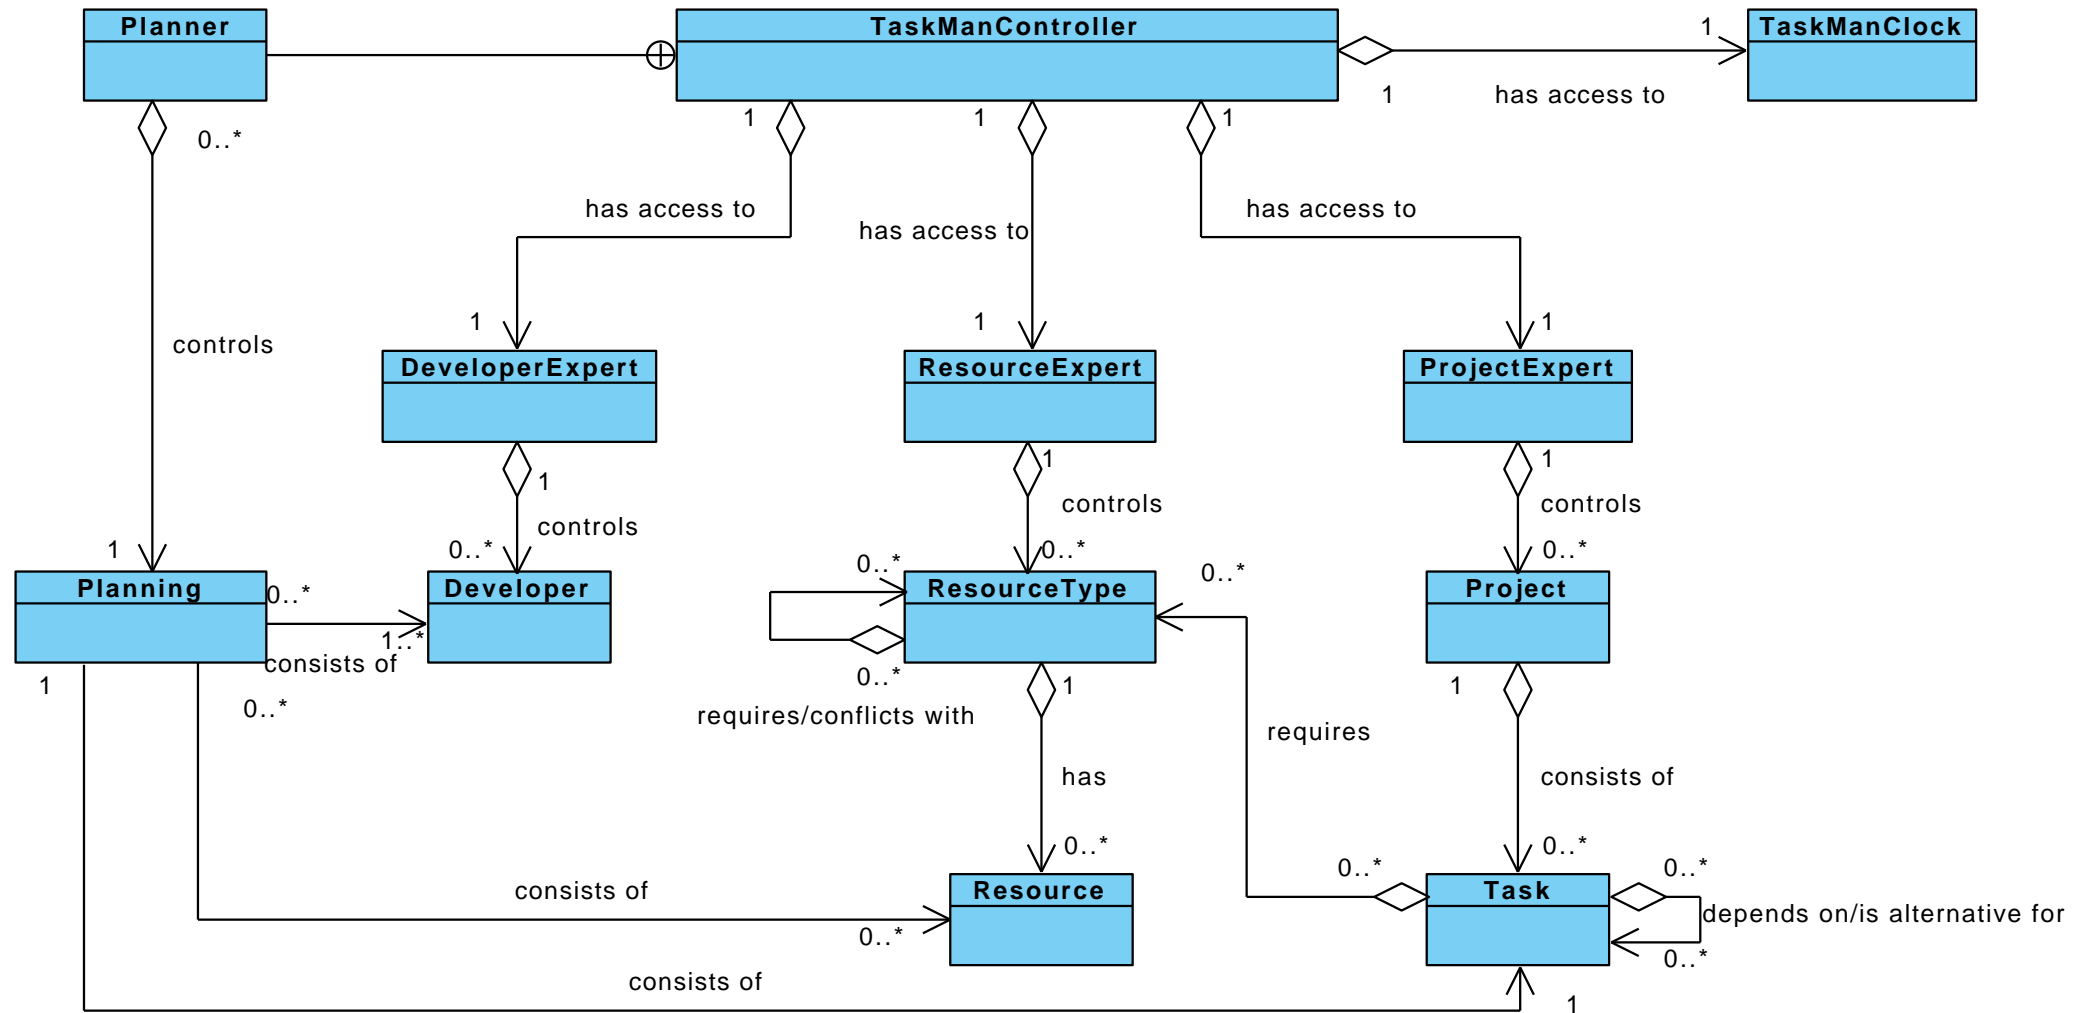 Planner
TaskManController
TaskManClock
1
1
has access to
0..*
1
1
1
has access to
has access to
has access to
controls
1
1
1
DeveloperExpert
ResourceExpert
ProjectExpert
1
1
1
controls
controls
controls
1
0..*
0..*
0..*
0..*
0..*
Planning
Developer
ResourceType
Project
0..*
1..*
consists of
1
0..*
0..*
1
1
requires/conflicts with
requires
has
consists of
0..*
0..*
0..*
0..*
consists of
Resource
Task
depends on/is alternative for
0..*
0..*
consists of
1